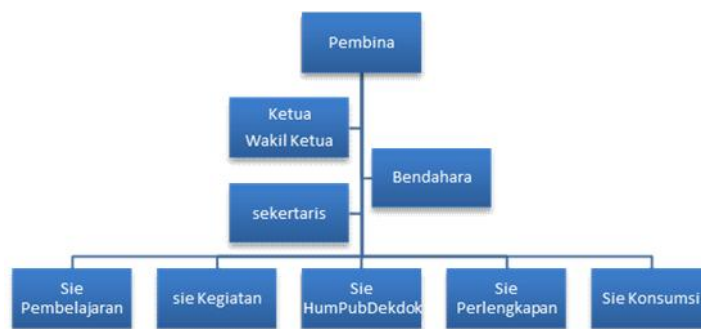 Pembina
Ketua
Wakil Ketua
Bendahara
sekertaris
Sie
Pembelajaran
sie Kegiatan
Sie
HumPubDekdok
Sie
Perlengkapan
Sie Konsumsi